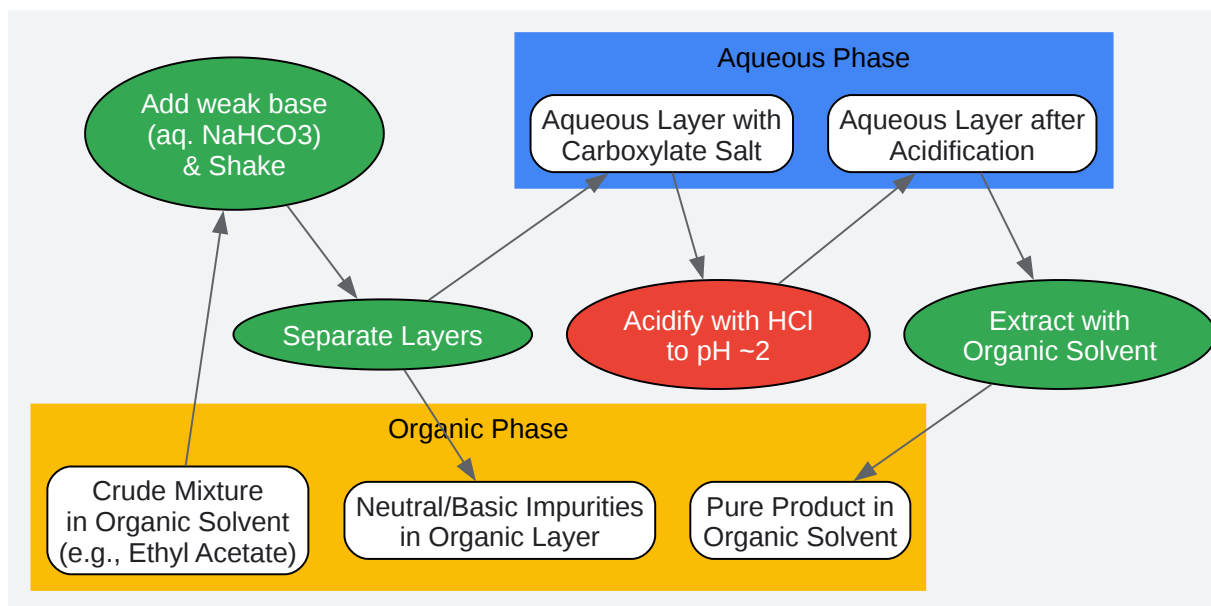 Aqueous Phase
Add weak base
(aq. NaHCO3)
& Shake
Aqueous Layer with
Carboxylate Salt
Aqueous Layer after
Acidification
Separate Layers
Acidify with HCl
to pH ~2
Extract with
Organic Solvent
Organic Phase
Crude Mixture
in Organic Solvent
(e.g., Ethyl Acetate)
Neutral/Basic Impurities
in Organic Layer
Pure Product in
Organic Solvent